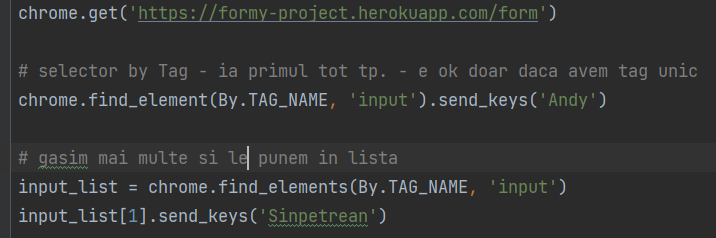 chrome.get('https://formy-project.herokuapp.com/form')
# selector by Tag - ia primul tot tp. - e ok doar daca avem tag unic
chrome.find_element(By.TAG_NAME, 'input').send_keys('Andy')
# gasim mai multe si le punem in lista
input_list = chrome.find_elements(By.TAG_NAME, 'input')
input_list[1].send_keys('Sinpetrean')